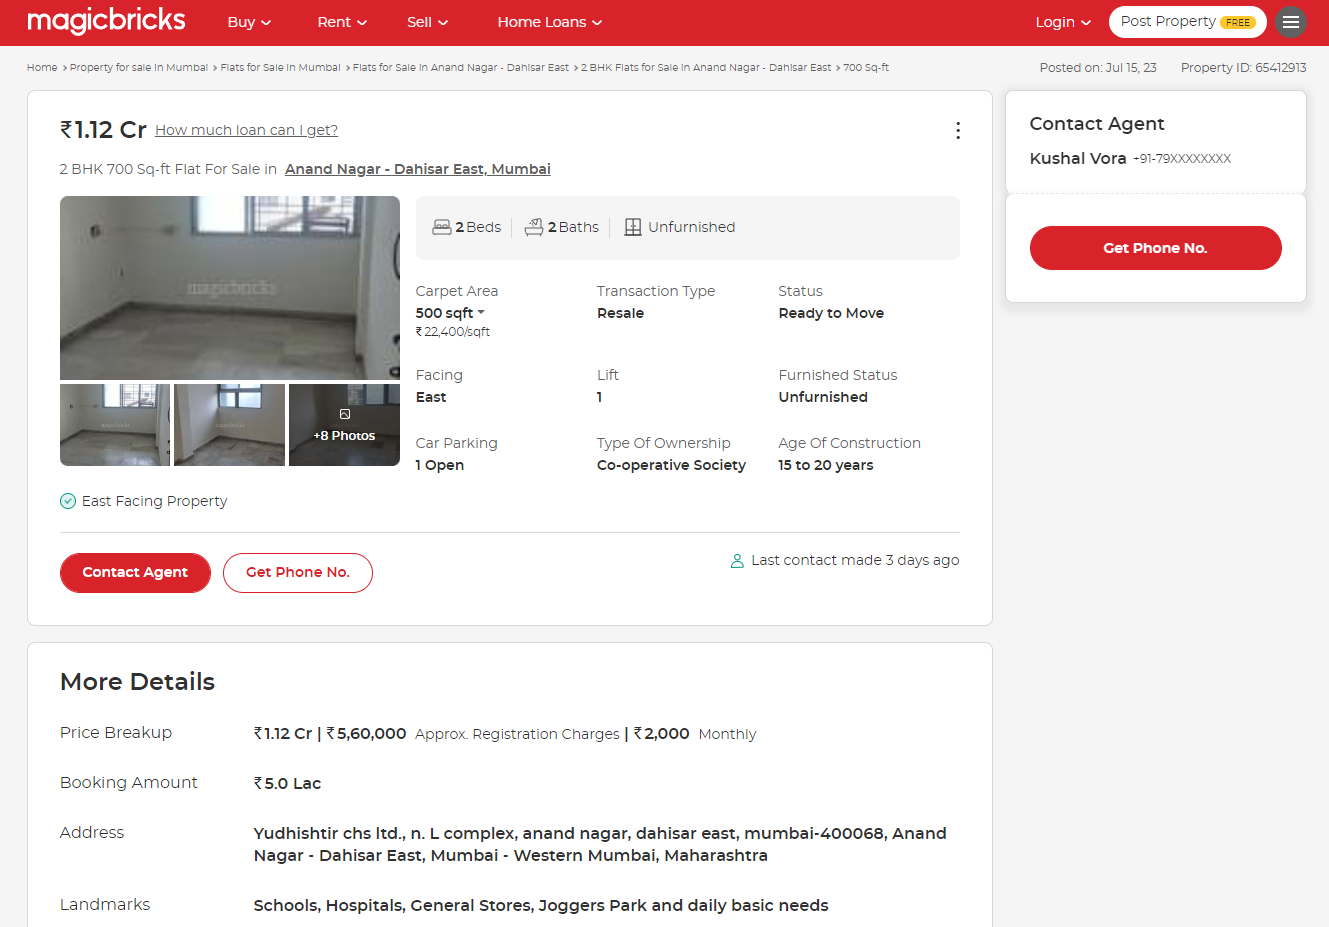 magicbricks
Buy
Rent
Sell
Home Loans
Login
Post Property FREE
Home > Property for sale in Mumbai > Flats for Sale in Mumbai > Flats for Sale in Anand Nagar - Dahisar East > 2 BHK Flats for Sale in Anand Nagar - Dahisar East > 700 Sq-ft
Posted on: Jul 15, 23 Property ID: 65412913
₹1.12 Cr How much loan can I get?
2 BHK 700 Sq-ft Flat For Sale in Anand Nagar - Dahisar East, Mumbai
magicbricks
+8 Photos
2 Beds
2 Baths
Unfurnished
Carpet Area
500 sqft
₹ 22,400/sqft
Transaction Type
Resale
Status
Ready to Move
Facing
East
Lift
1
Furnished Status
Unfurnished
Car Parking
1 Open
Type Of Ownership
Co-operative Society
Age Of Construction
15 to 20 years
East Facing Property
Contact Agent
Get Phone No.
Last contact made 3 days ago
Contact Agent
Kushal Vora +91-79XXXXXXXX
Get Phone No.
More Details
Price Breakup ₹1.12 Cr | ₹5,60,000 Approx. Registration Charges | ₹2,000 Monthly
Booking Amount ₹5.0 Lac
Address Yudhishtir chs ltd., n. L complex, anand nagar, dahisar east, mumbai-400068, Anand
Nagar - Dahisar East, Mumbai - Western Mumbai, Maharashtra
Landmarks Schools, Hospitals, General Stores, Joggers Park and daily basic needs